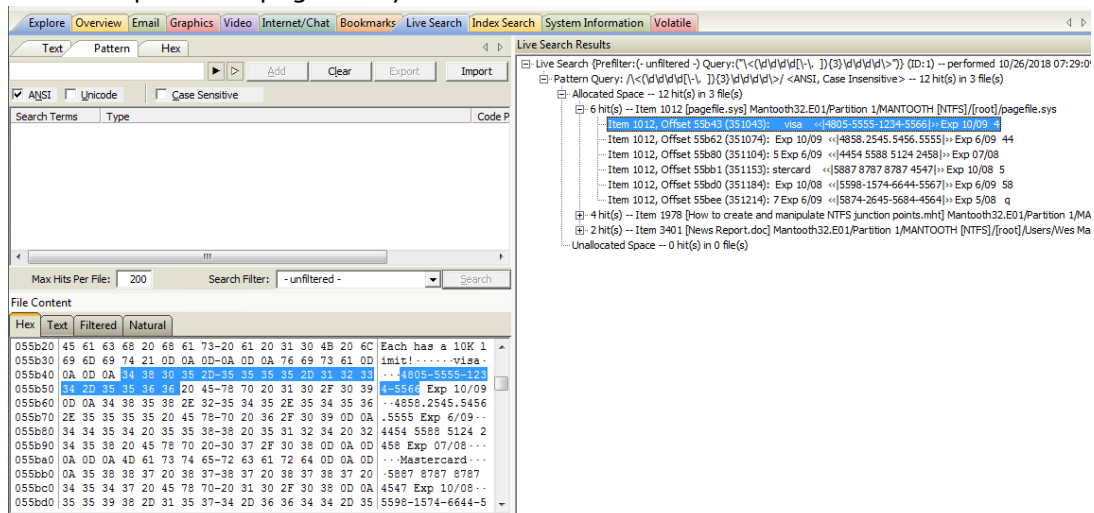 Explore Overview Email Graphics Video Internet/Chat Bookmarks Live Search Index Search System Information Volatile
Text Pattern Hex
Add Clear Export Import
ANSI Unicode Case Sensitive
Search Terms Type Code P
Max Hits Per File: 200 Search Filter: - unfiltered - Search
File Content
Hex Text Filtered Natural
055b20 45 61 63 68 20 68 61 73-20 61 20 31 30 4B 20 6C Each has a 10K l
055b30 69 6D 69 74 21 0D 0A 0D-0A 0D 0A 76 69 73 61 0D imit!······visa·
055b40 0A 0D 0A 34 38 30 35 2D-35 35 35 35 2D 31 32 33 ···4805-5555-123
055b50 34 2D 35 35 36 36 20 45-78 70 20 31 30 2F 30 39 4-5566 Exp 10/09
055b60 0D 0A 34 38 35 38 2E 32-35 34 35 2E 35 34 35 36 ··4858.2545.5456
055b70 2E 35 35 35 35 20 45 78-70 20 36 2F 30 39 0D 0A .5555 Exp 6/09··
055b80 34 34 35 34 20 35 35 38-38 20 35 31 32 34 20 32 4454 5588 5124 2
055b90 34 35 38 20 45 78 70 20-30 37 2F 30 38 0D 0A 0D 458 Exp 07/08···
055ba0 0A 0D 0A 4D 61 73 74 65-72 63 61 72 64 0D 0A 0D ···Mastercard···
055bb0 0A 35 38 38 37 20 38 37-38 37 20 38 37 38 37 20 ·5887 8787 8787
055bc0 34 35 34 37 20 45 78 70-20 31 30 2F 30 38 0D 0A 4547 Exp 10/08··
055bd0 35 35 39 38 2D 31 35 37-34 2D 36 36 34 34 2D 35 5598-1574-6644-5
Live Search Results
Live Search {Prefilter:(- unfiltered -) Query:("\<(\d\d\d\d[\-\, ]){3}\d\d\d\d\>")} (ID:1) -- performed 10/26/2018 07:29:09
Pattern Query: /\<(\d\d\d\d[\-\, ]){3}\d\d\d\d\>/ <ANSI, Case Insensitive> -- 12 hit(s) in 3 file(s)
Allocated Space -- 12 hit(s) in 3 file(s)
6 hit(s) -- Item 1012 [pagefile.sys] Mantooth32.E01/Partition 1/MANTOOTH [NTFS]/[root]/pagefile.sys
Item 1012, Offset 55b43 (351043): visa <<|4805-5555-1234-5566|>> Exp 10/09 4
Item 1012, Offset 55b62 (351074): Exp 10/09 <<|4858.2545.5456.5555|>> Exp 6/09 44
Item 1012, Offset 55b80 (351104): 5 Exp 6/09 <<|4454 5588 5124 2458|>> Exp 07/08
Item 1012, Offset 55bb1 (351153): stercard <<|5887 8787 8787 4547|>> Exp 10/08 5
Item 1012, Offset 55bd0 (351184): Exp 10/08 <<|5598-1574-6644-5567|>> Exp 6/09 58
Item 1012, Offset 55bee (351214): 7 Exp 6/09 <<|5874-2645-5684-4564|>> Exp 5/08 q
4 hit(s) -- Item 1978 [How to create and manipulate NTFS junction points.mht] Mantooth32.E01/Partition 1/MA
2 hit(s) -- Item 3401 [News Report.doc] Mantooth32.E01/Partition 1/MANTOOTH [NTFS]/[root]/Users/Wes Ma
Unallocated Space -- 0 hit(s) in 0 file(s)